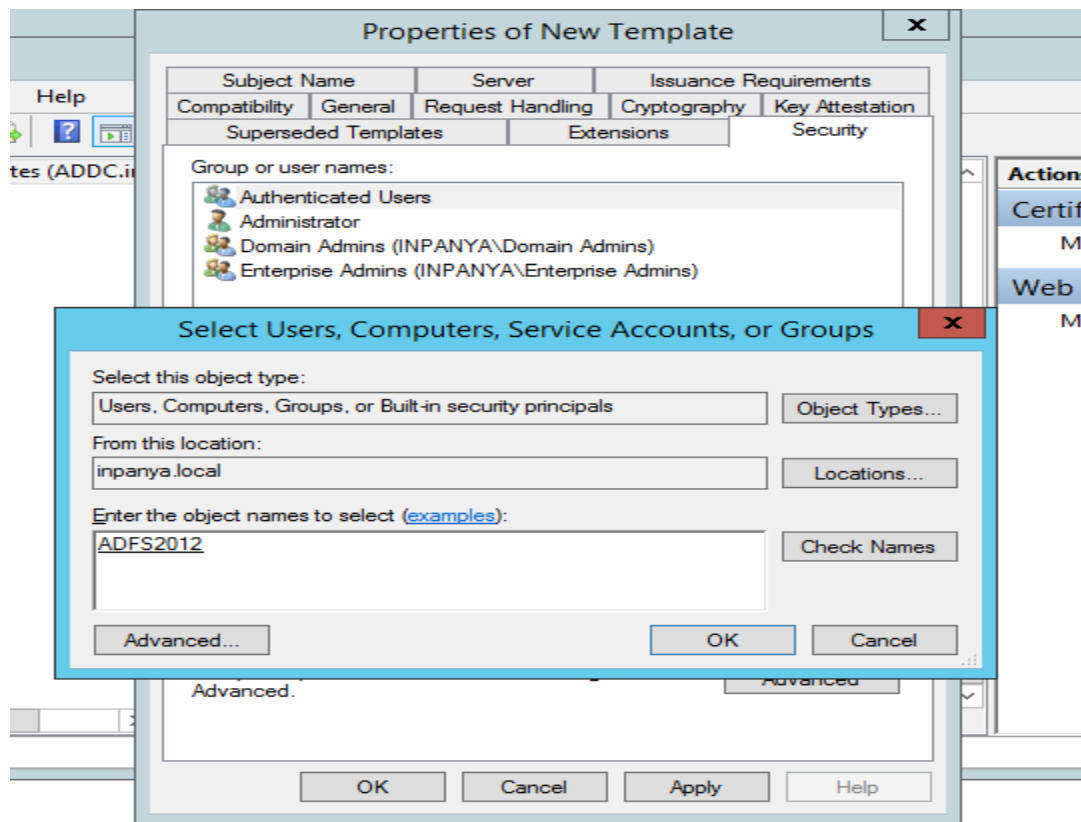 Properties of New Template
x
Subject Name Server Issuance Requirements
Help
Compatibility General Request Handling Cryptography Key Attestation
Superseded Templates Extensions Security
tes (ADDC.in
Group or user names:
Action
Authenticated Users
Certif
Administrator
Domain Admins (INPANYA\Domain Admins)
M
Enterprise Admins (INPANYA\Enterprise Admins)
Web
M
Select Users, Computers, Service Accounts, or Groups
x
Select this object type:
Users, Computers, Groups, or Built-in security principals
Object Types...
From this location:
inpanya.local
Locations...
Enter the object names to select (examples):
ADFS2012
Check Names
Advanced...
OK
Cancel
Advanced.
Advanced
OK
Cancel
Apply
Help